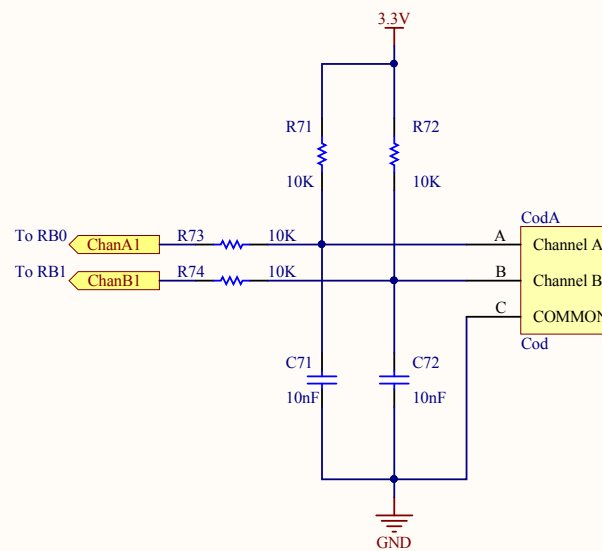 3.3V
R71
R72
10K
10K
CodA
To RB0
ChanA1
R73
10K
A
Channel A
To RB1
ChanB1
R74
10K
B
Channel B
C
COMMON
Cod
C71
C72
10nF
10nF
GND